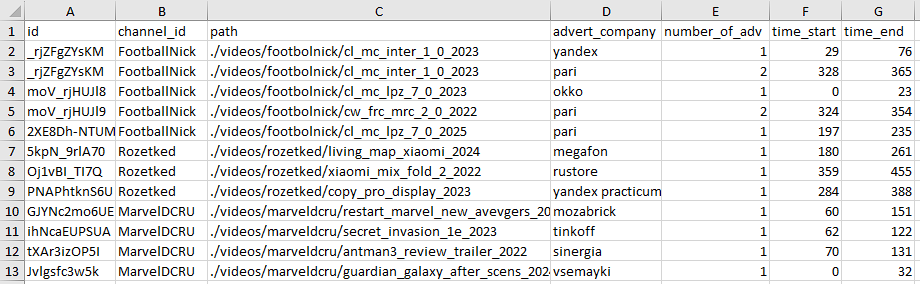 A B C D E F G
1 id channel_id path advert_company number_of_adv time_start time_end
2 _rjZFgZYsKM FootballNick ./videos/footbolnick/cl_mc_inter_1_0_2023 yandex 1 29 76
3 _rjZFgZYsKM FootballNick ./videos/footbolnick/cl_mc_inter_1_0_2023 pari 2 328 365
4 moV_rjHUJl8 FootballNick ./videos/footbolnick/cl_mc_lpz_7_0_2023 okko 1 0 23
5 moV_rjHUJl9 FootballNick ./videos/footbolnick/cw_frc_mrc_2_0_2022 pari 2 324 354
6 2XE8Dh-NTUM FootballNick ./videos/footbolnick/cl_mc_lpz_7_0_2025 pari 1 197 235
7 5kpN_9rlA70 Rozetked ./videos/rozetked/living_map_xiaomi_2024 megafon 1 180 261
8 Oj1vBI_TI7Q Rozetked ./videos/rozetked/xiaomi_mix_fold_2_2022 rustore 1 359 455
9 PNAPhtknS6U Rozetked ./videos/rozetked/copy_pro_display_2023 yandex practicum 1 284 388
10 GJYNc2mo6UE MarvelDCRU ./videos/marveldcru/restart_marvel_new_avevgers_20 mozabrick 1 60 151
11 ihNcaEUPSUA MarvelDCRU ./videos/marveldcru/secret_invasion_1e_2023 tinkoff 1 62 122
12 tXAr3izOP5I MarvelDCRU ./videos/marveldcru/antman3_review_trailer_2022 sinergia 1 70 131
13 JvIgsfc3w5k MarvelDCRU ./videos/marveldcru/guardian_galaxy_after_scens_202 vsemayki 1 0 32